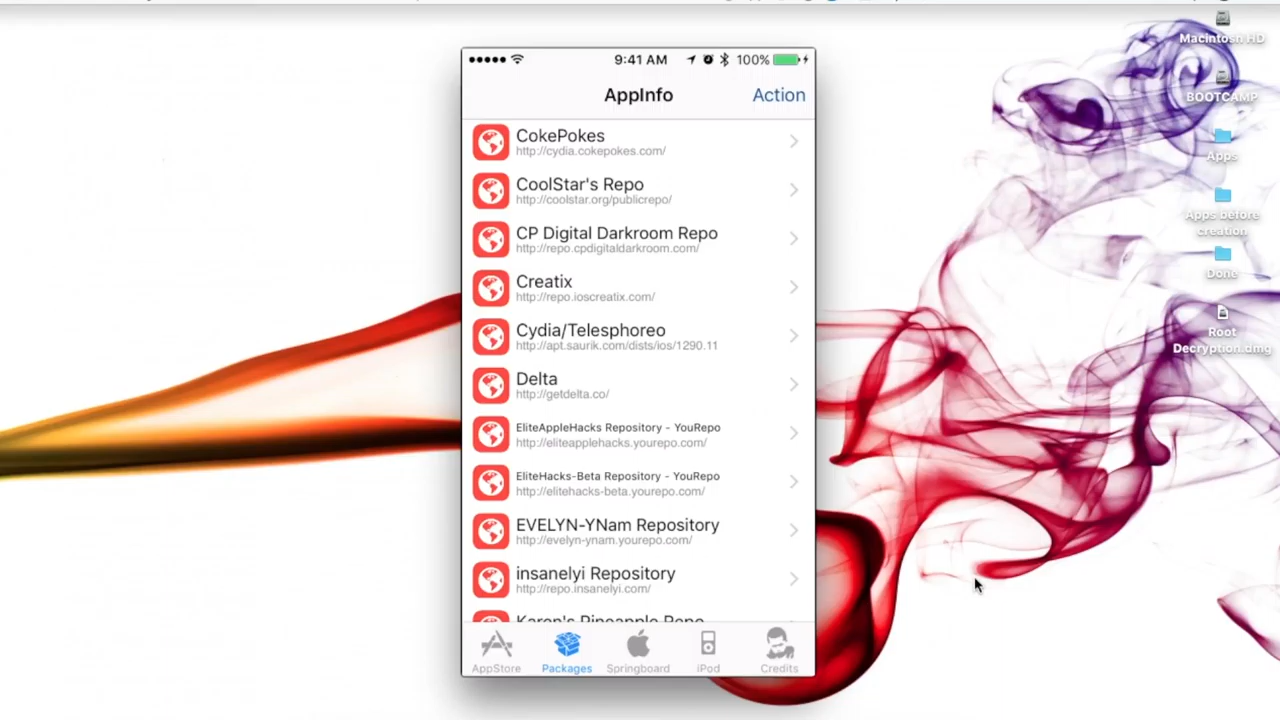 9:41 AM 100%
AppInfo
Action
CokePokes
http://cydia.cokepokes.com/
CoolStar's Repo
http://coolstar.org/publicrepo/
CP Digital Darkroom Repo
http://repo.cpdigitaldarkroom.com/
Creatix
http://repo.ioscreatix.com/
Cydia/Telesphoreo
http://apt.saurik.com/dists/ios/1290.11
Delta
http://getdelta.co/
EliteAppleHacks Repository - YouRepo
http://eliteapplehacks.yourepo.com/
EliteHacks-Beta Repository - YouRepo
http://elitehacks-beta.yourepo.com/
EVELYN-YNam Repository
http://evelyn-ynam.yourepo.com/
insanelyi Repository
http://repo.insanelyi.com/
Karen's Pineapple Repo
AppStore
Packages
Springboard
iPod
Credits
Macintosh HD
BOOTCAMP
Apps
Apps before
creation
Done
Root
Decryption.dmg